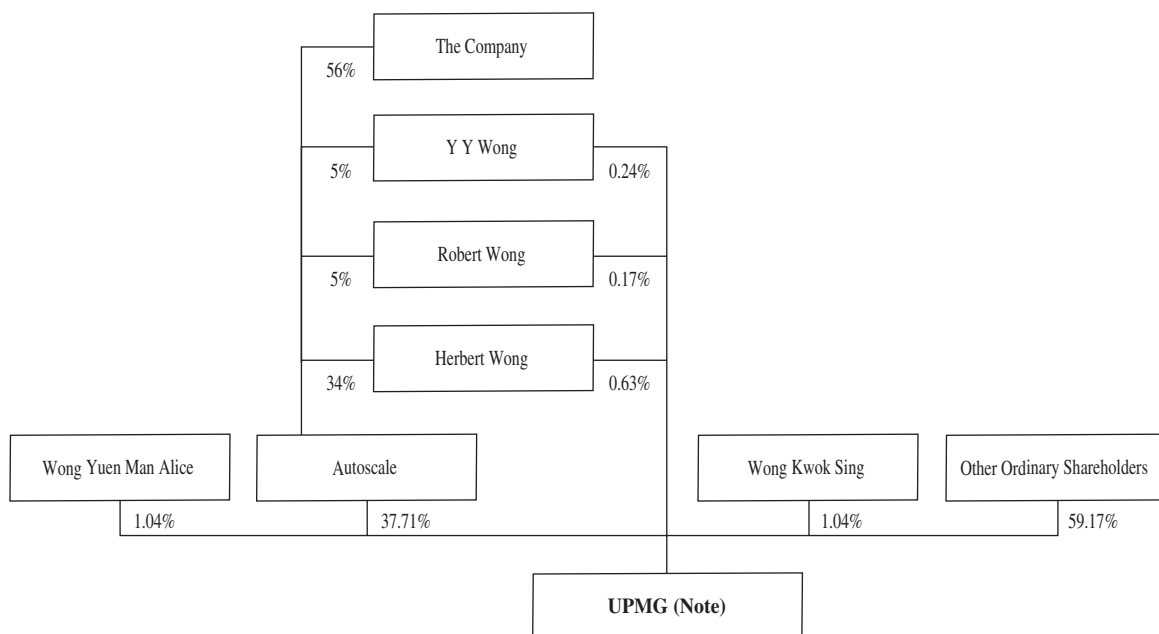 The Company
56%
Y Y Wong
5%
0.24%
Robert Wong
5%
0.17%
Herbert Wong
34%
0.63%
Wong Yuen Man Alice
Autoscale
Wong Kwok Sing
Other Ordinary Shareholders
1.04%
37.71%
1.04%
59.17%
UPMG (Note)